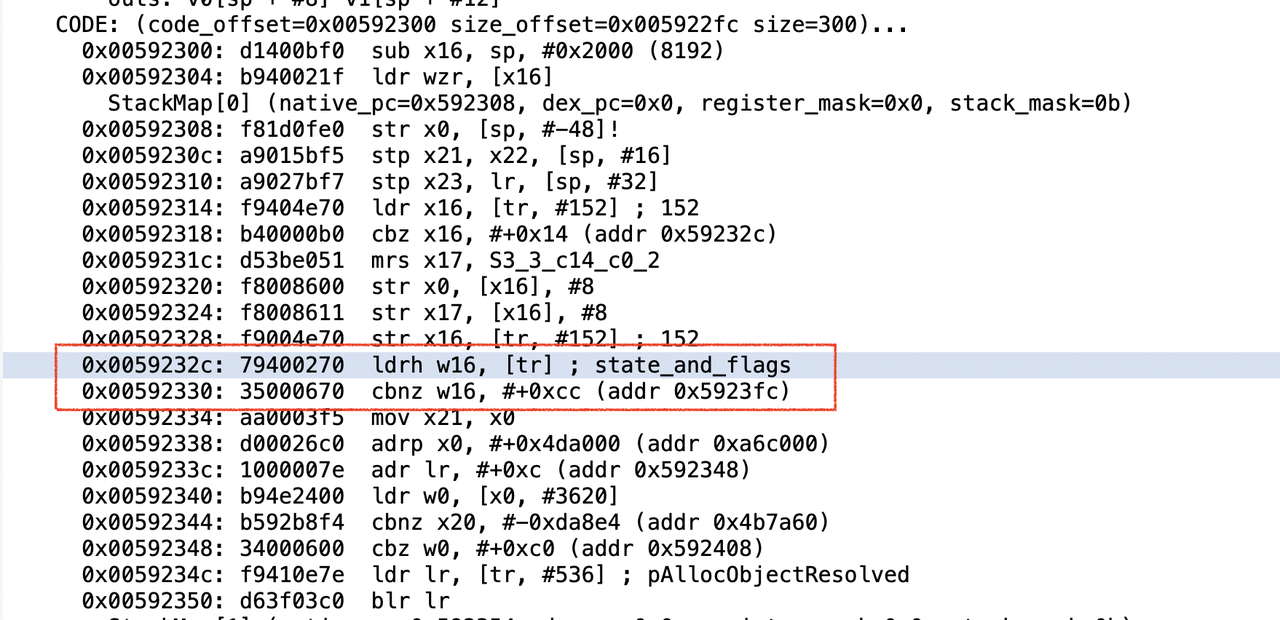 outs: v0[sp + #8] v1[sp + #12]
CODE: (code_offset=0x00592300 size_offset=0x005922fc size=300)...
0x00592300: d1400bf0 sub x16, sp, #0x2000 (8192)
0x00592304: b940021f ldr wzr, [x16]
StackMap[0] (native_pc=0x592308, dex_pc=0x0, register_mask=0x0, stack_mask=0b)
0x00592308: f81d0fe0 str x0, [sp, #-48]!
0x0059230c: a9015bf5 stp x21, x22, [sp, #16]
0x00592310: a9027bf7 stp x23, lr, [sp, #32]
0x00592314: f9404e70 ldr x16, [tr, #152] ; 152
0x00592318: b40000b0 cbz x16, #+0x14 (addr 0x59232c)
0x0059231c: d53be051 mrs x17, S3_3_c14_c0_2
0x00592320: f8008600 str x0, [x16], #8
0x00592324: f8008611 str x17, [x16], #8
0x00592328: f9004e70 str x16, [tr, #152] ; 152
0x0059232c: 79400270 ldrh w16, [tr] ; state_and_flags
0x00592330: 35000670 cbnz w16, #+0xcc (addr 0x5923fc)
0x00592334: aa0003f5 mov x21, x0
0x00592338: d00026c0 adrp x0, #+0x4da000 (addr 0xa6c000)
0x0059233c: 1000007e adr lr, #+0xc (addr 0x592348)
0x00592340: b94e2400 ldr w0, [x0, #3620]
0x00592344: b592b8f4 cbnz x20, #-0xda8e4 (addr 0x4b7a60)
0x00592348: 34000600 cbz w0, #+0xc0 (addr 0x592408)
0x0059234c: f9410e7e ldr lr, [tr, #536] ; pAllocObjectResolved
0x00592350: d63f03c0 blr lr